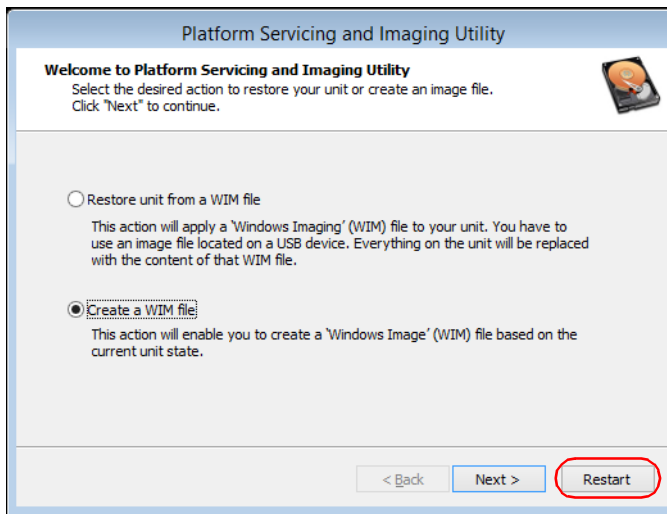 Platform Servicing and Imaging Utility
Welcome to Platform Servicing and Imaging Utility
Select the desired action to restore your unit or create an image file.
Click "Next" to continue.
Restore unit from a WIM file
This action will apply a ‘Windows Imaging’ (WIM) file to your unit. You have to
use an image file located on a USB device. Everything on the unit will be replaced
with the content of that WIM file.
Create a WIM file
This action will enable you to create a ‘Windows Image’ (WIM) file based on the
current unit state.
< Back
Next >
Restart